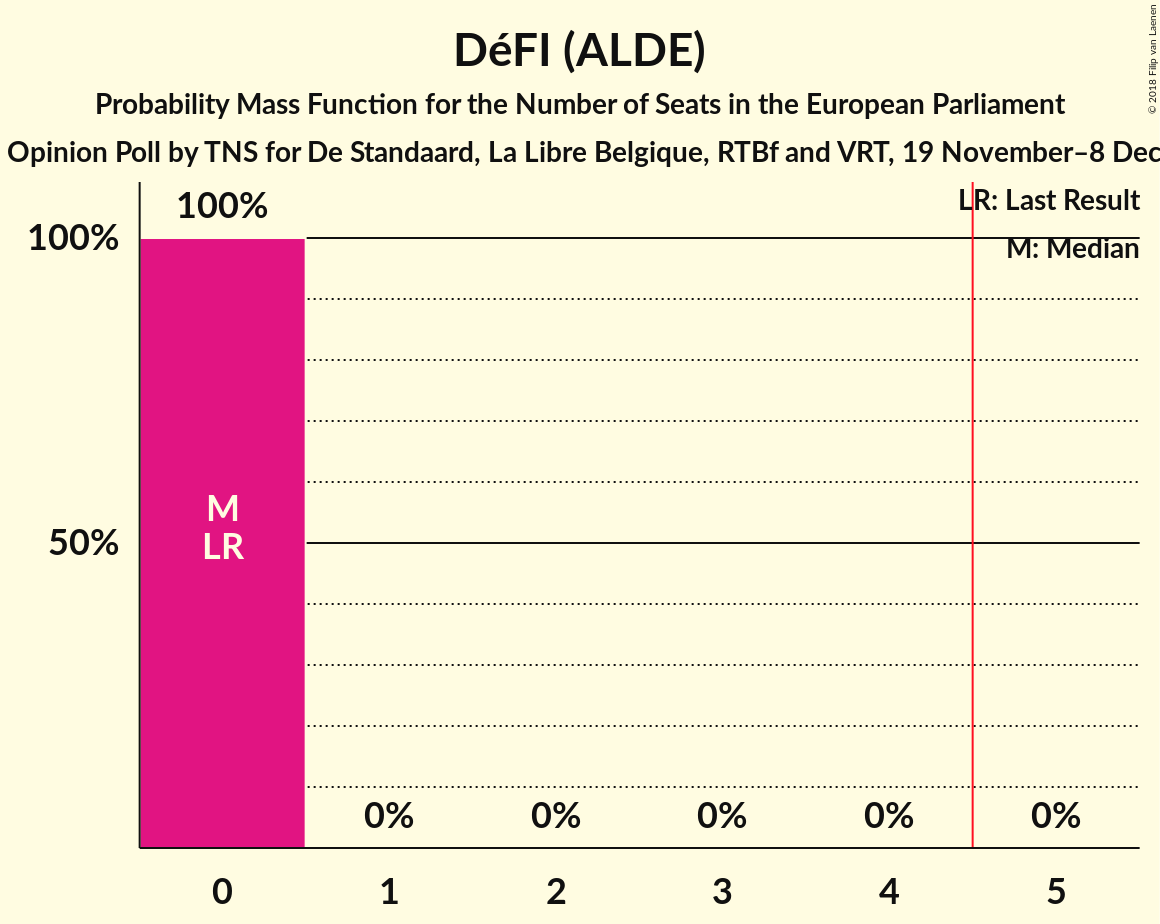 DéFI (ALDE)
Probability Mass Function for the Number of Seats in the European Parliament
Opinion Poll by TNS for De Standaard, La Libre Belgique, RTBf and VRT, 19 November–8 Dec
© 2018 Filip van Laenen
LR: Last Result
M: Median
100%
100%
50%
M
LR
0% 0% 0% 0% 0%
0 1 2 3 4 5